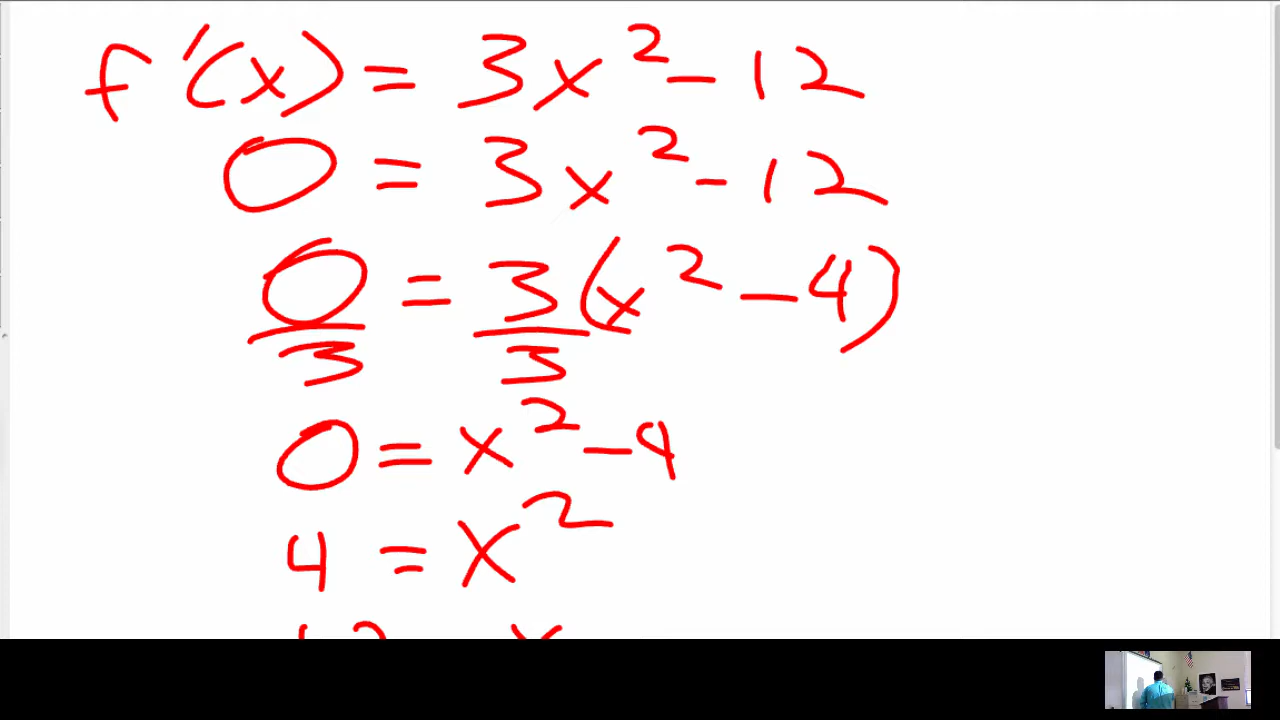 f'(x) = 3x² - 12
0 = 3x² - 12
0/3 = 3(x² - 4)/3
0 = x² - 4
4 = x²